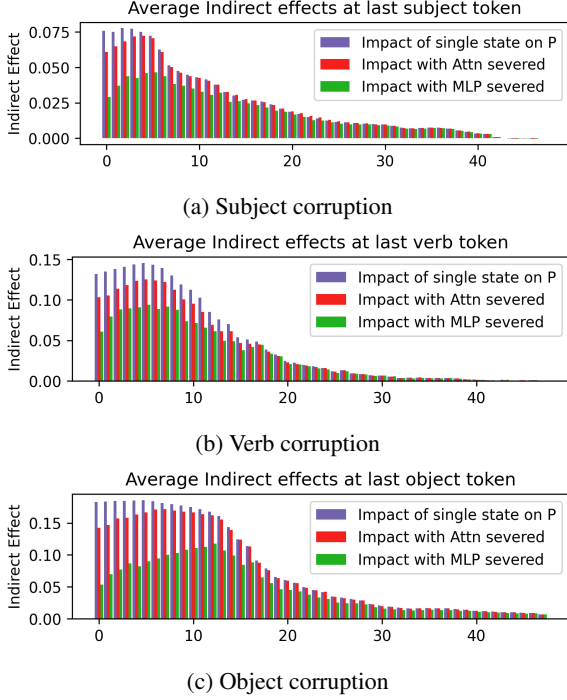 Average Indirect effects at last subject token
Indirect Effect
0.075
0.050
0.025
0.000
Impact of single state on P
Impact with Attn severed
Impact with MLP severed
0 10 20 30 40
(a) Subject corruption
Average Indirect effects at last verb token
Indirect Effect
0.15
0.10
0.05
0.00
Impact of single state on P
Impact with Attn severed
Impact with MLP severed
0 10 20 30 40
(b) Verb corruption
Average Indirect effects at last object token
Indirect Effect
0.15
0.10
0.05
0.00
Impact of single state on P
Impact with Attn severed
Impact with MLP severed
0 10 20 30 40
(c) Object corruption